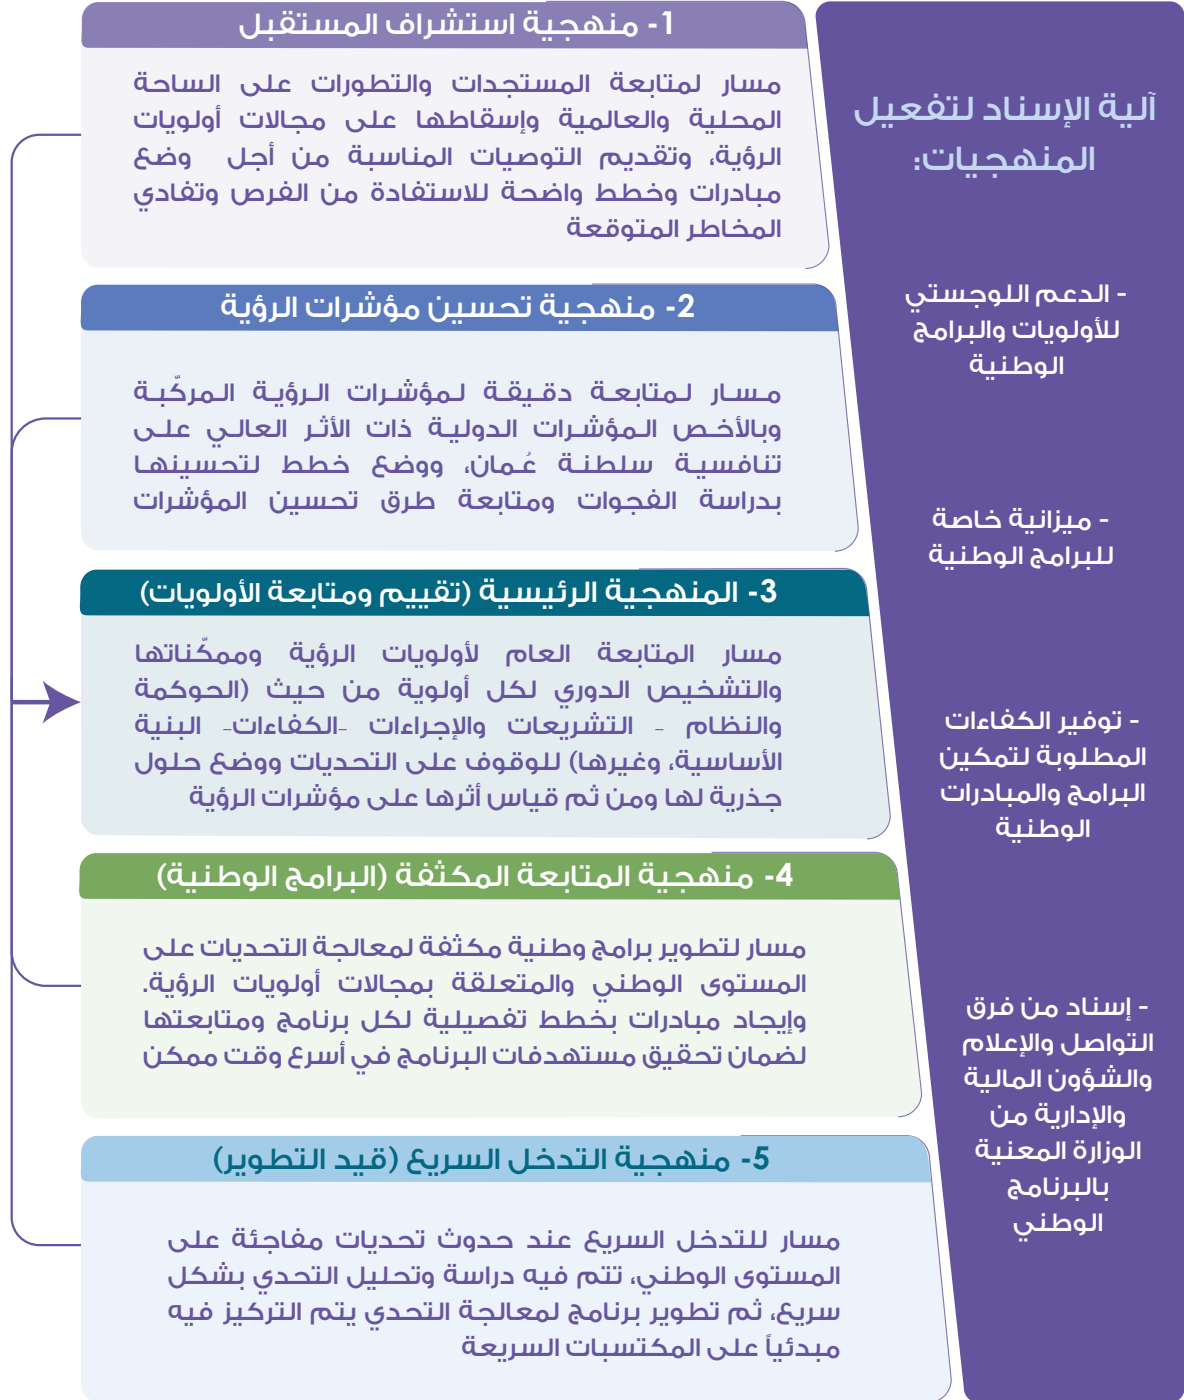 آلية الإسناد لتفعيل
المنهجيات:
- الدعم اللوجستي
للأولويات والبرامج
الوطنية
- ميزانية خاصة
للبرامج الوطنية
- توفير الكفاءات
المطلوبة لتمكين
البرامج والمبادرات
الوطنية
- إسناد من فرق
التواصل والإعلام
والشؤون المالية
والإدارية من
الوزارة المعنية
بالبرنامج
الوطني
1- منهجية استشراف المستقبل
مسار لمتابعة المستجدات والتطورات على الساحة
المحلية والعالمية وإسقاطها على مجالات أولويات
الرؤية، وتقديم التوصيات المناسبة من أجل وضع
مبادرات وخطط واضحة للاستفادة من الفرص وتفادي
المخاطر المتوقعة
2- منهجية تحسين مؤشرات الرؤية
مسار لمتابعة دقيقة لمؤشرات الرؤية المركّبة
وبالأخص المؤشرات الدولية ذات الأثر العالي على
تنافسية سلطنة عُمان، ووضع خطط لتحسينها
بدراسة الفجوات ومتابعة طرق تحسين المؤشرات
3- المنهجية الرئيسية (تقييم ومتابعة الأولويات)
مسار المتابعة العام لأولويات الرؤية وممكّناتها
والتشخيص الدوري لكل أولوية من حيث (الحوكمة
والنظام - التشريعات والإجراءات -الكفاءات- البنية
الأساسية، وغيرها) للوقوف على التحديات ووضع حلول
جذرية لها ومن ثم قياس أثرها على مؤشرات الرؤية
4- منهجية المتابعة المكثفة (البرامج الوطنية)
مسار لتطوير برامج وطنية مكثفة لمعالجة التحديات على
المستوى الوطني والمتعلقة بمجالات أولويات الرؤية.
وإيجاد مبادرات بخطط تفصيلية لكل برنامج ومتابعتها
لضمان تحقيق مستهدفات البرنامج في أسرع وقت ممكن
5- منهجية التدخل السريع (قيد التطوير)
مسار للتدخل السريع عند حدوث تحديات مفاجئة على
المستوى الوطني، تتم فيه دراسة وتحليل التحدي بشكل
سريع، ثم تطوير برنامج لمعالجة التحدي يتم التركيز فيه
مبدئياً على المكتسبات السريعة